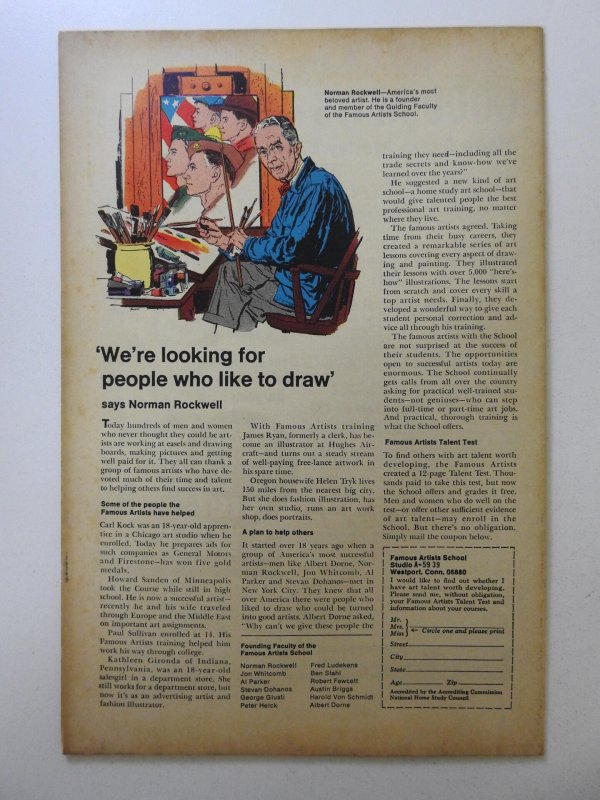 Norman Rockwell—America's most
beloved artist. He is a founder
and member of the Guiding Faculty
of the Famous Artists School.
'We're looking for
people who like to draw'
says Norman Rockwell
Today hundreds of men and women
who never thought they could be art-
ists are working at easels and drawing
boards, making pictures and getting
well paid for it. They all can thank a
group of famous artists who have de-
voted much of their time and talent
to helping others find success in art.
Some of the people the
Famous Artists have helped
Carl Kock was an 18-year-old appren-
tice in a Chicago art studio when he
enrolled. Today he prepares ads for
such companies as General Motors
and Firestone—has won five gold
medals.
Howard Sanden of Minneapolis
took the Course while still in high
school. He is now a successful artist—
recently he and his wife traveled
through Europe and the Middle East
on important art assignments.
Paul Sullivan enrolled at 14. His
Famous Artists training helped him
work his way through college.
Kathleen Gironda of Indiana,
Pennsylvania, was an 18-year-old
salesgirl in a department store. She
still works for a department store, but
now it's as an advertising artist and
fashion illustrator.
With Famous Artists training
James Ryan, formerly a clerk, has be-
come an illustrator at Hughes Air-
craft—and turns out a steady stream
of well-paying free-lance artwork in
his spare time.
Oregon housewife Helen Tryk lives
150 miles from the nearest big city.
But she does fashion illustration, has
her own studio, runs an art work
shop, does portraits.
A plan to help others
It started over 18 years ago when a
group of America's most successful
artists—men like Albert Dorne, Nor-
man Rockwell, Jon Whitcomb, Al
Parker and Stevan Dohanos—met in
New York City. They knew that all
over America there were people who
liked to draw who could be turned
into good artists. Albert Dorne asked,
"Why can't we give these people the
Founding Faculty of the
Famous Artists School
Norman Rockwell
Jon Whitcomb
Al Parker
Stevan Dohanos
George Giusti
Peter Helck
Fred Ludekens
Ben Stahl
Robert Fawcett
Austin Briggs
Harold Von Schmidt
Albert Dorne
training they need—including all the
trade secrets and know-how we've
learned over the years?"
He suggested a new kind of art
school—a home study art school—that
would give talented people the best
professional art training, no matter
where they live.
The famous artists agreed. Taking
time from their busy careers, they
created a remarkable series of art
lessons covering every aspect of draw-
ing and painting. They illustrated
their lessons with over 5,000 "here's-
how" illustrations. The lessons start
from scratch and cover every skill a
top artist needs. Finally, they de-
veloped a wonderful way to give each
student personal correction and ad-
vice all through his training.
The famous artists with the School
are not surprised at the success of
their students. The opportunities
open to successful artists today are
enormous. The School continually
gets calls from all over the country
asking for practical well-trained stu-
dents—not geniuses—who can step
into full-time or part-time art jobs.
And practical, thorough training is
what the School offers.
Famous Artists Talent Test
To find others with art talent worth
developing, the Famous Artists
created a 12-page Talent Test. Thou-
sands paid to take this test, but now
the School offers and grades it free.
Men and women who do well on the
test—or offer other sufficient evidence
of art talent—may enroll in the
School. But there's no obligation.
Simply mail the coupon below.
Famous Artists School
Studio A-59 39
Westport, Conn. 06880
I would like to find out whether I
have art talent worth developing.
Please send me, without obligation,
your Famous Artists Talent Test and
information about your courses.
Mr.
Mrs.
Miss
← Circle one and please print
Street
City
State
Age Zip
Accredited by the Accrediting Commission
National Home Study Council.